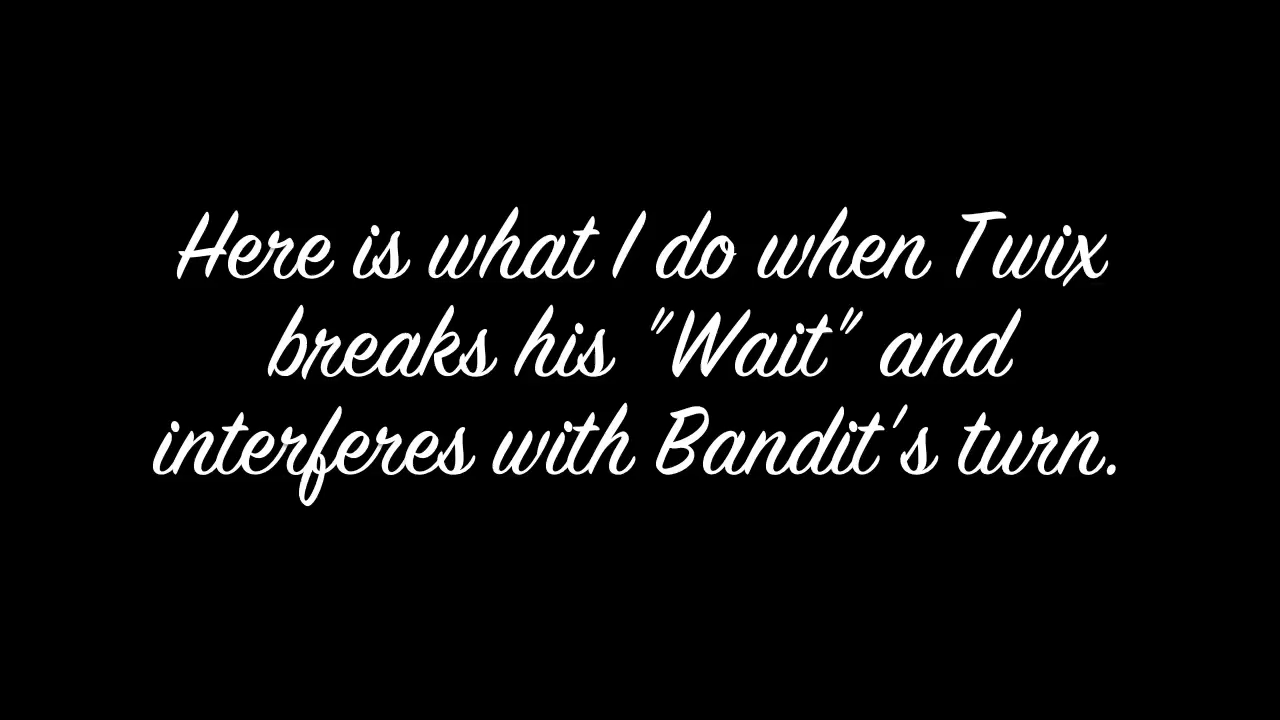 Here is what I do when Twix
breaks his "Wait" and
interferes with Bandit's turn.